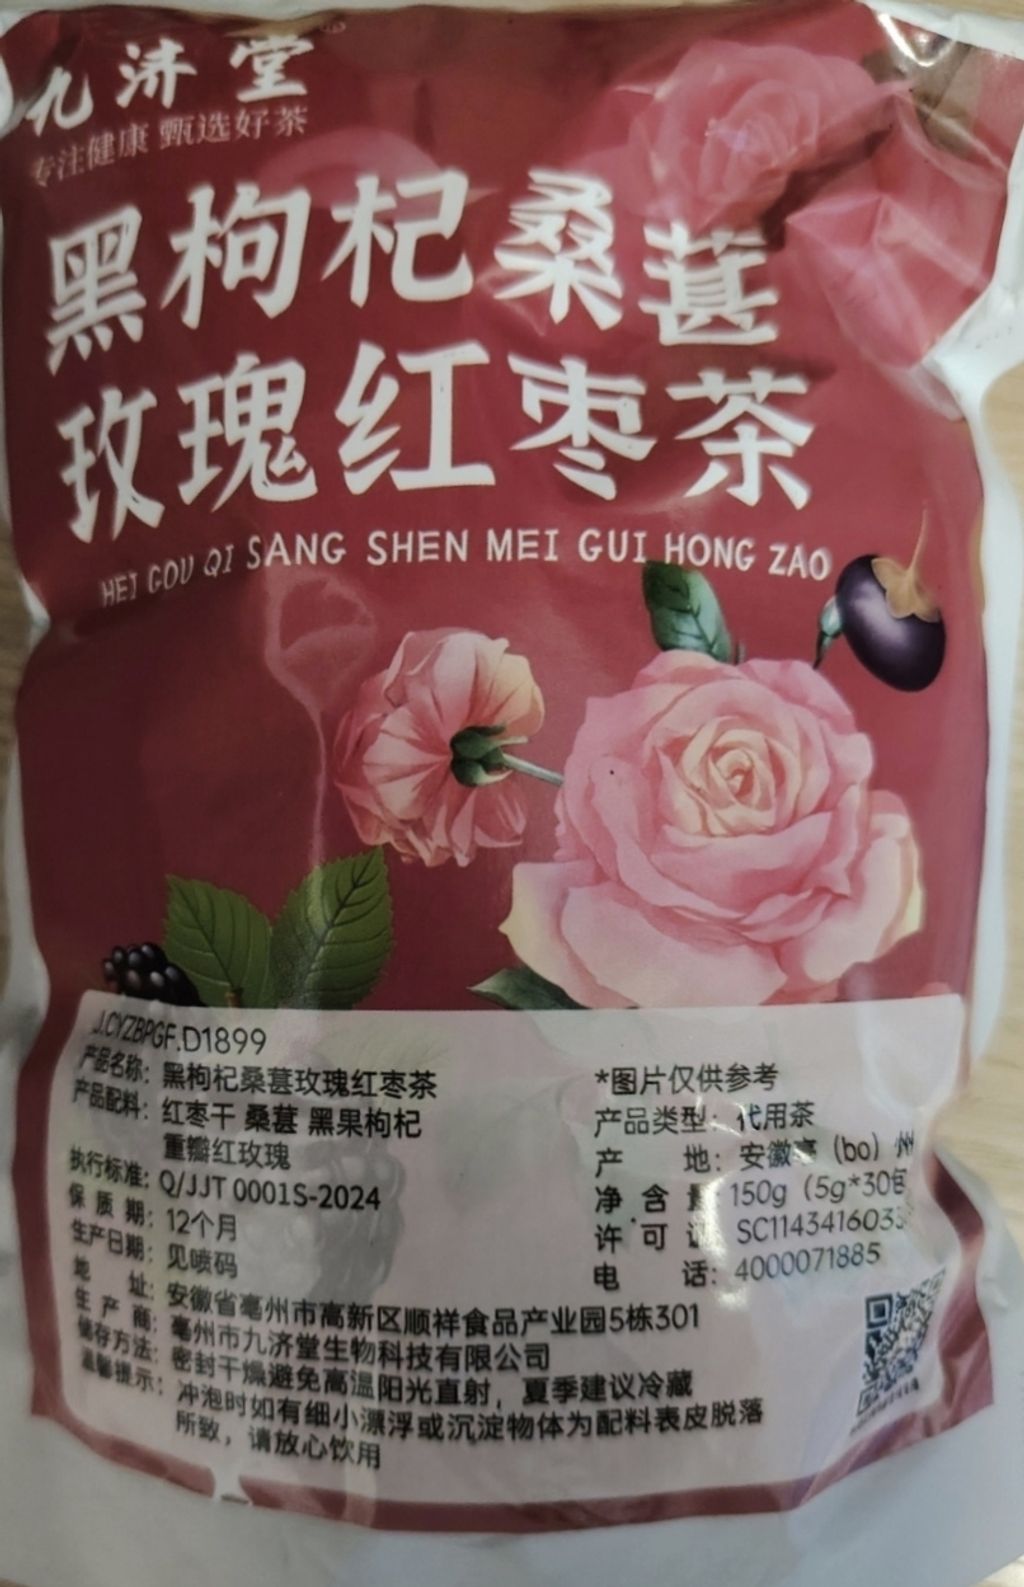 九济堂
专注健康 甄选好茶
黑枸杞桑葚
玫瑰红枣茶
HEI GOU QI SANG SHEN MEI GUI HONG ZAO
J.CYZBPGF.D1899
产品名称：黑枸杞桑葚玫瑰红枣茶
产品配料：红枣干 桑葚 黑果枸杞
重瓣红玫瑰
执行标准：Q/JJT 0001S-2024
保质期：12个月
生产日期：见喷码
*图片仅供参考
产品类型：代用茶
产地：安徽亳（bo）州
净含量：150g（5g*30包
许可证 SC1143416035
电话：4000071885
地址：安徽省亳州市高新区顺祥食品产业园5栋301
生产商：亳州市九济堂生物科技有限公司
储存方法：密封干燥避免高温阳光直射，夏季建议冷藏
温馨提示：冲泡时如有细小漂浮或沉淀物体为配料表皮脱落
所致，请放心饮用